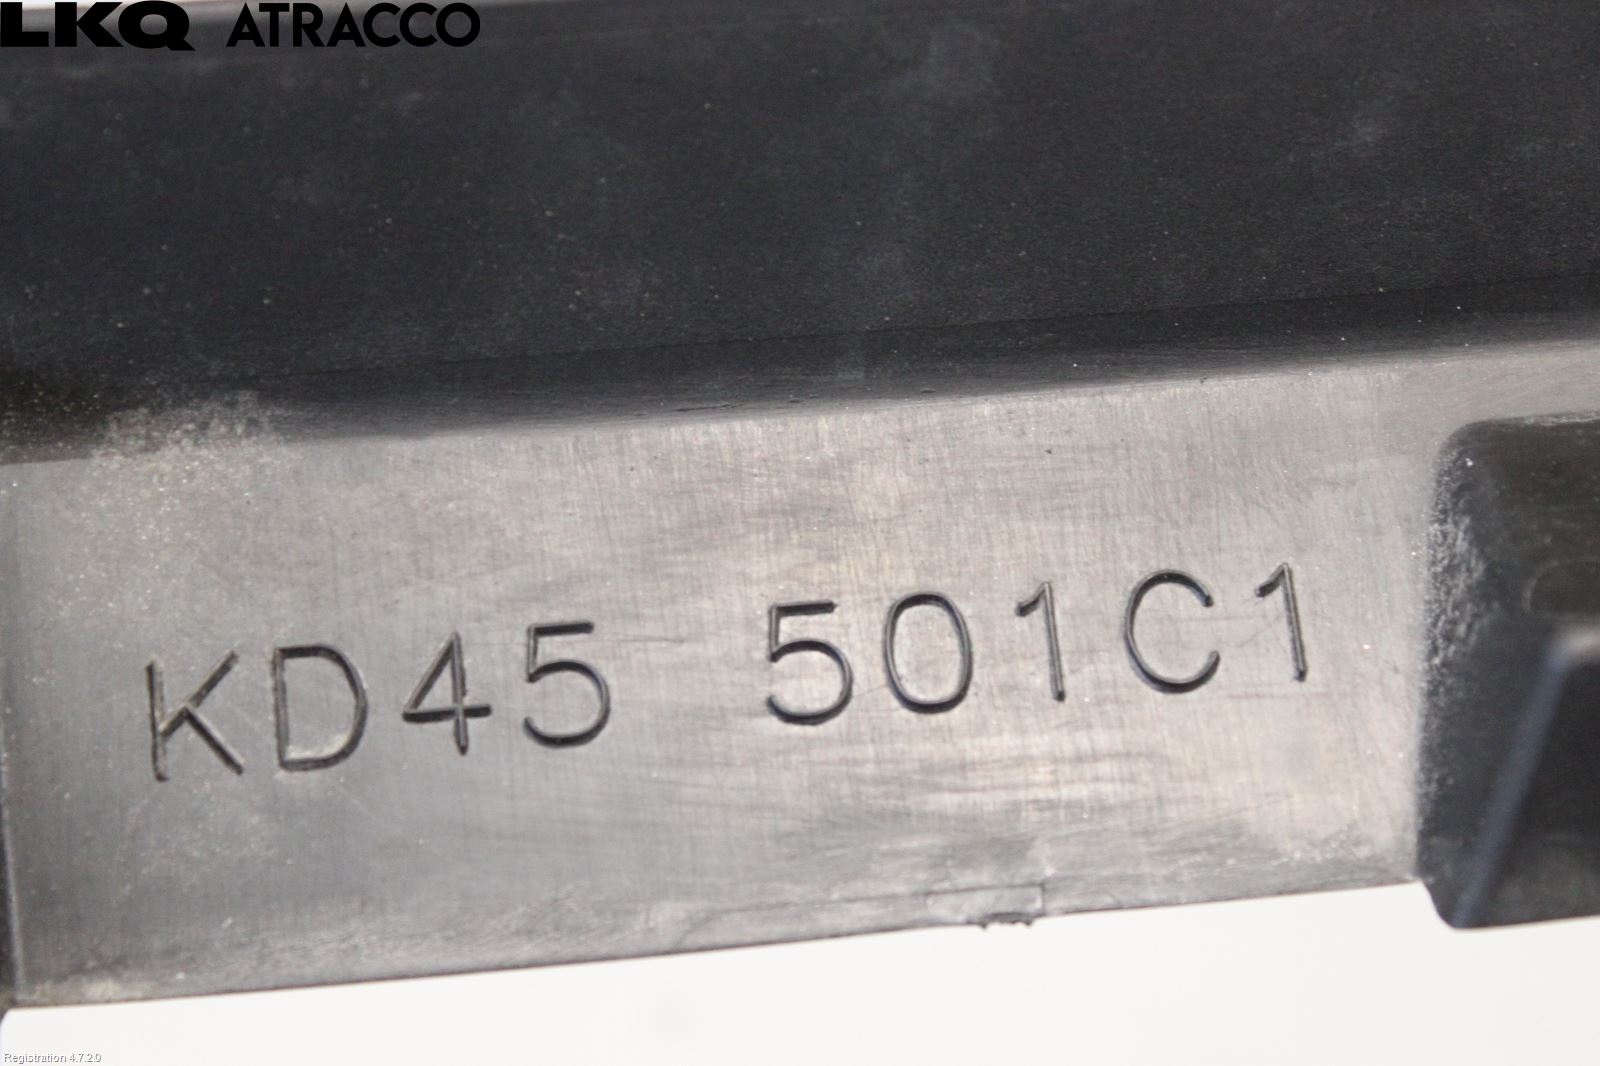 LKQ ATRACCO
KD45 501C1
Registration 4.7.2.0